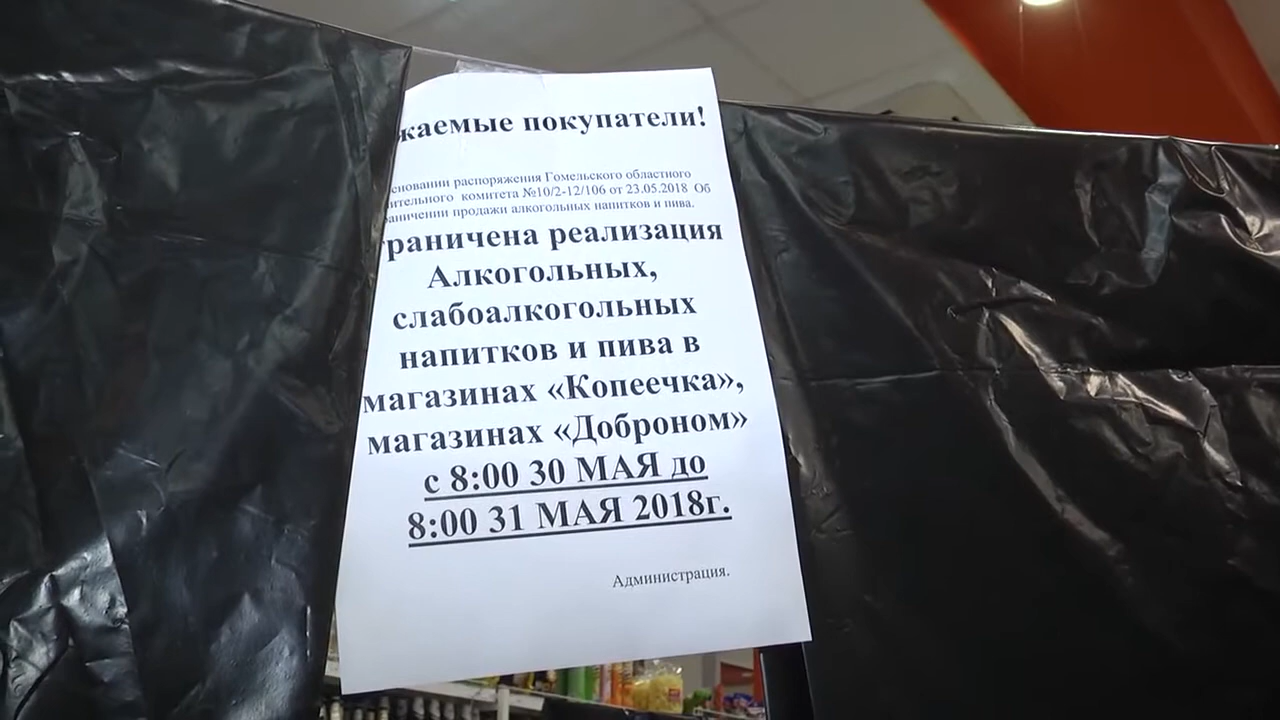 жаемые покупатели!
сновании распоряжения Гомельского областного
ительного комитета №10/2-12/106 от 23.05.2018 Об
раничении продажи алкогольных напитков и пива.
граничена реализация
Алкогольных,
слабоалкогольных
напитков и пива в
магазинах «Копеечка»,
магазинах «Доброном»
с 8:00 30 МАЯ до
8:00 31 МАЯ 2018г.
Администрация.